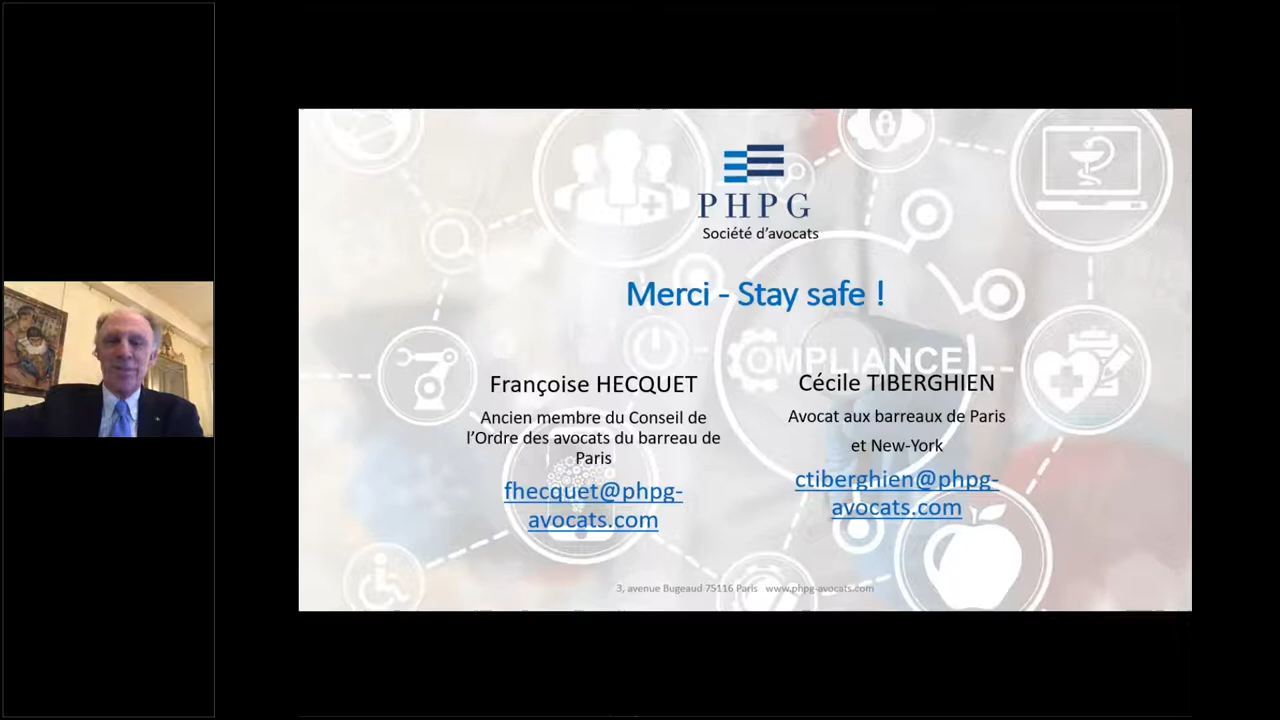 PHPG
Société d'avocats
Merci - Stay safe !
Françoise HECQUET
Ancien membre du Conseil de
l'Ordre des avocats du barreau de
Paris
fhecquet@phpg-
avocats.com
Cécile TIBERGHIEN
Avocat aux barreaux de Paris
et New-York
ctiberghien@phpg-
avocats.com
OMPLIANCE
3, avenue Bugeaud 75116 Paris www.phpg-avocats.com